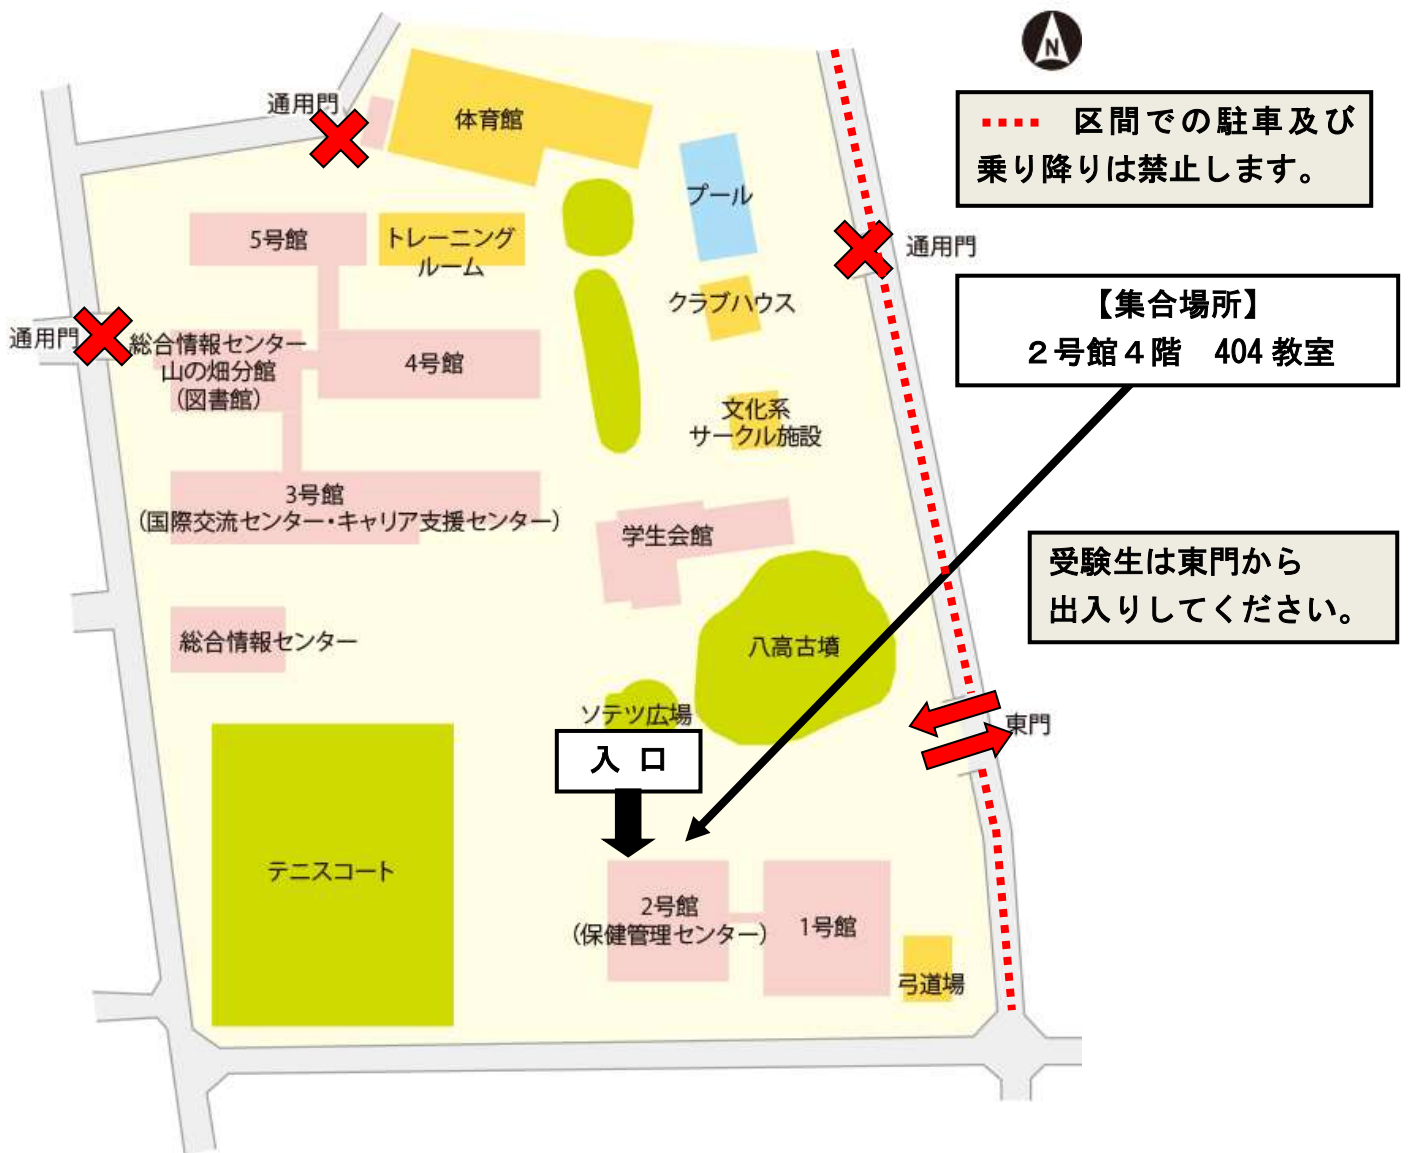 N
・・・・ 区間での駐車及び
乗り降りは禁止します。
通用門
体育館
プール
5号館
トレーニング
ルーム
通用門
クラブハウス
【集合場所】
２号館４階　404 教室
通用門
総合情報センター
山の畑分館
（図書館）
4号館
文化系
サークル施設
3号館
（国際交流センター・キャリア支援センター）
学生会館
受験生は東門から
出入りしてください。
総合情報センター
八高古墳
ソテツ広場
東門
入 口
テニスコート
2号館
（保健管理センター）
1号館
弓道場